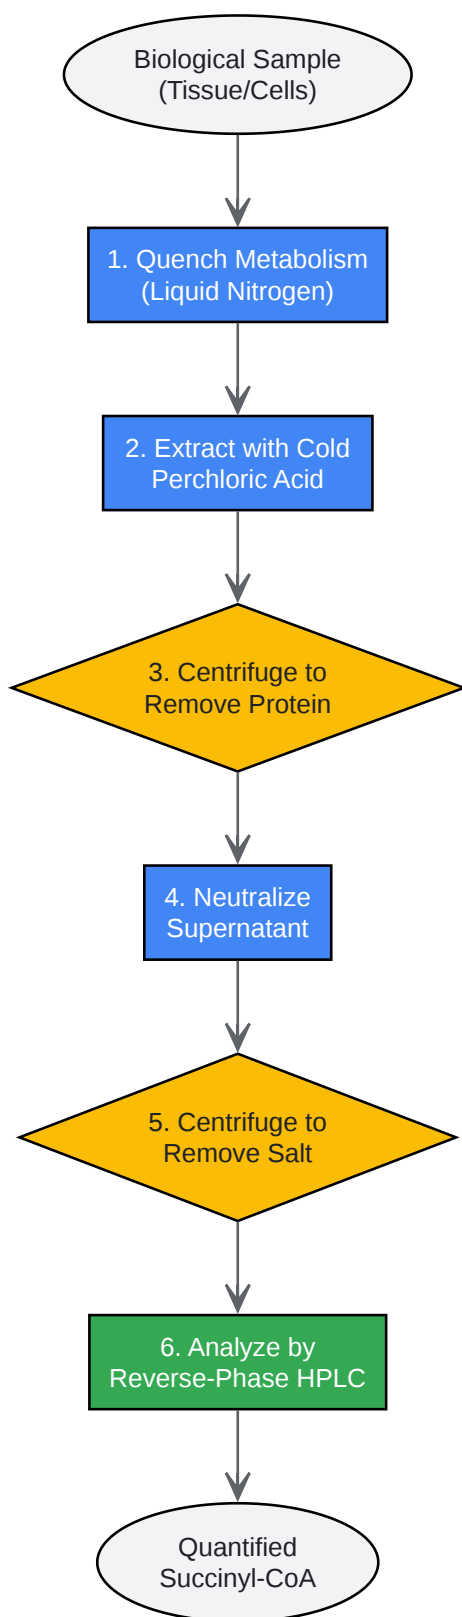 Biological Sample
(Tissue/Cells)
1. Quench Metabolism
(Liquid Nitrogen)
2. Extract with Cold
Perchloric Acid
3. Centrifuge to
Remove Protein
4. Neutralize
Supernatant
5. Centrifuge to
Remove Salt
6. Analyze by
Reverse-Phase HPLC
Quantified
Succinyl-CoA